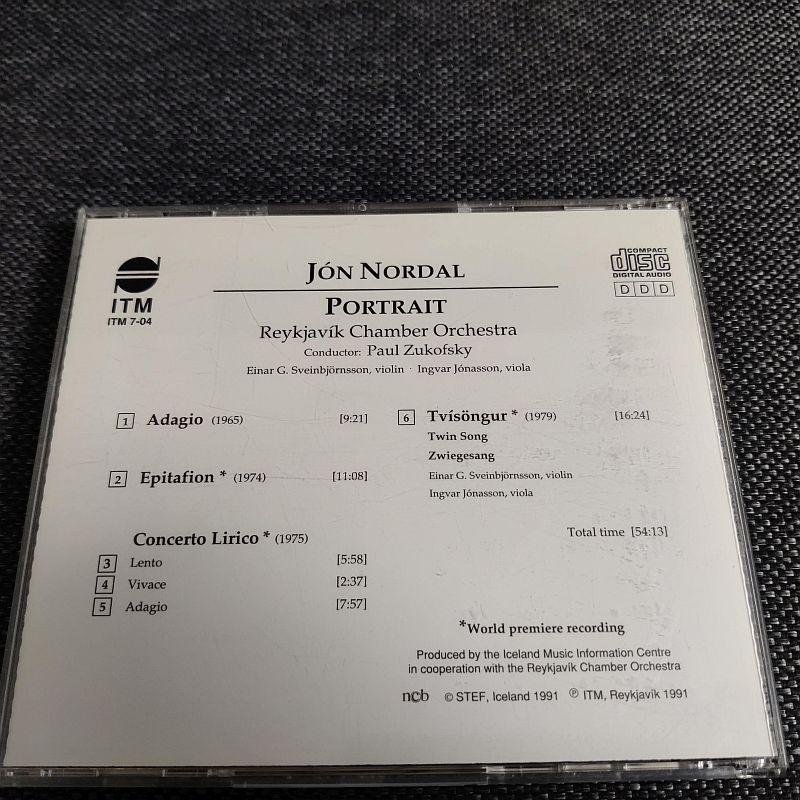 JÓN NORDAL
PORTRAIT
Reykjavík Chamber Orchestra
Conductor: Paul Zukofsky
Einar G. Sveinbjörnsson, violin · Ingvar Jónasson, viola
ITM
ITM 7-04
COMPACT
disc
DIGITAL AUDIO
D D D
1 Adagio (1965) [9:21]
2 Epitafion * (1974) [11:08]
Concerto Lirico * (1975)
3 Lento [5:58]
4 Vivace [2:37]
5 Adagio [7:57]
6 Tvísöngur * (1979) [16:24]
Twin Song
Zwiegesang
Einar G. Sveinbjörnsson, violin
Ingvar Jónasson, viola
Total time [54:13]
*World premiere recording
Produced by the Iceland Music Information Centre
in cooperation with the Reykjavík Chamber Orchestra
ncb © STEF, Iceland 1991 ℗ ITM, Reykjavík 1991